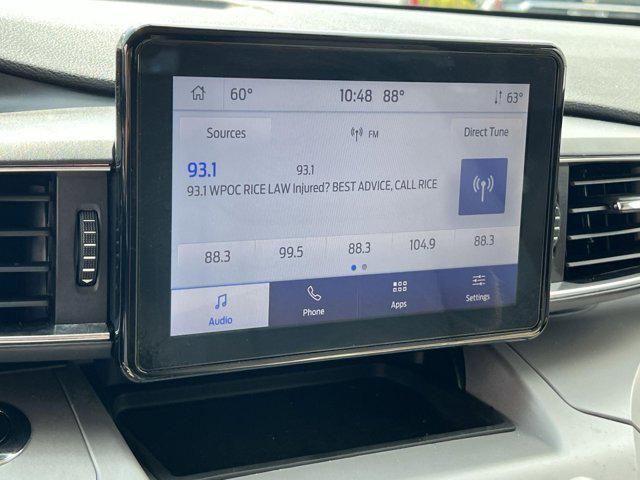 60° 10:48 88° 63°
Sources FM Direct Tune
93.1 93.1
93.1 WPOC RICE LAW Injured? BEST ADVICE, CALL RICE
88.3 99.5 88.3 104.9 88.3
Audio Phone Apps Settings